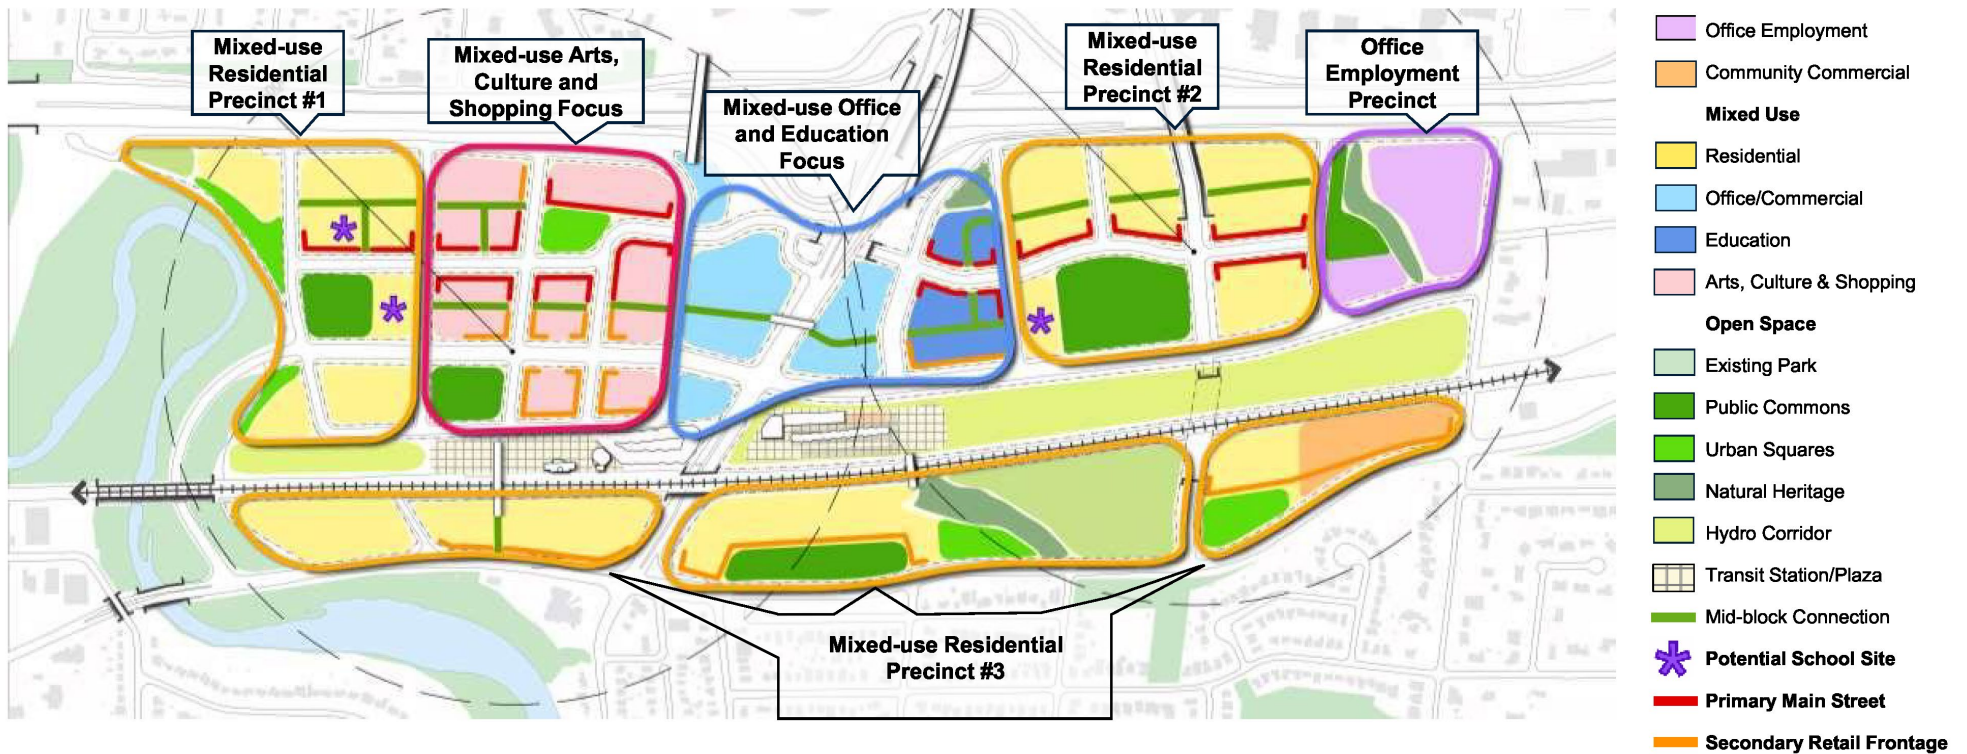 Mixed-use
Residential
Precinct #1
Mixed-use Arts,
Culture and
Shopping Focus
Mixed-use Office
and Education
Focus
Mixed-use
Residential
Precinct #2
Office
Employment
Precinct
Mixed-use Residential
Precinct #3
Office Employment
Community Commercial
Mixed Use
Residential
Office/Commercial
Education
Arts, Culture & Shopping
Open Space
Existing Park
Public Commons
Urban Squares
Natural Heritage
Hydro Corridor
Transit Station/Plaza
Mid-block Connection
Potential School Site
Primary Main Street
Secondary Retail Frontage